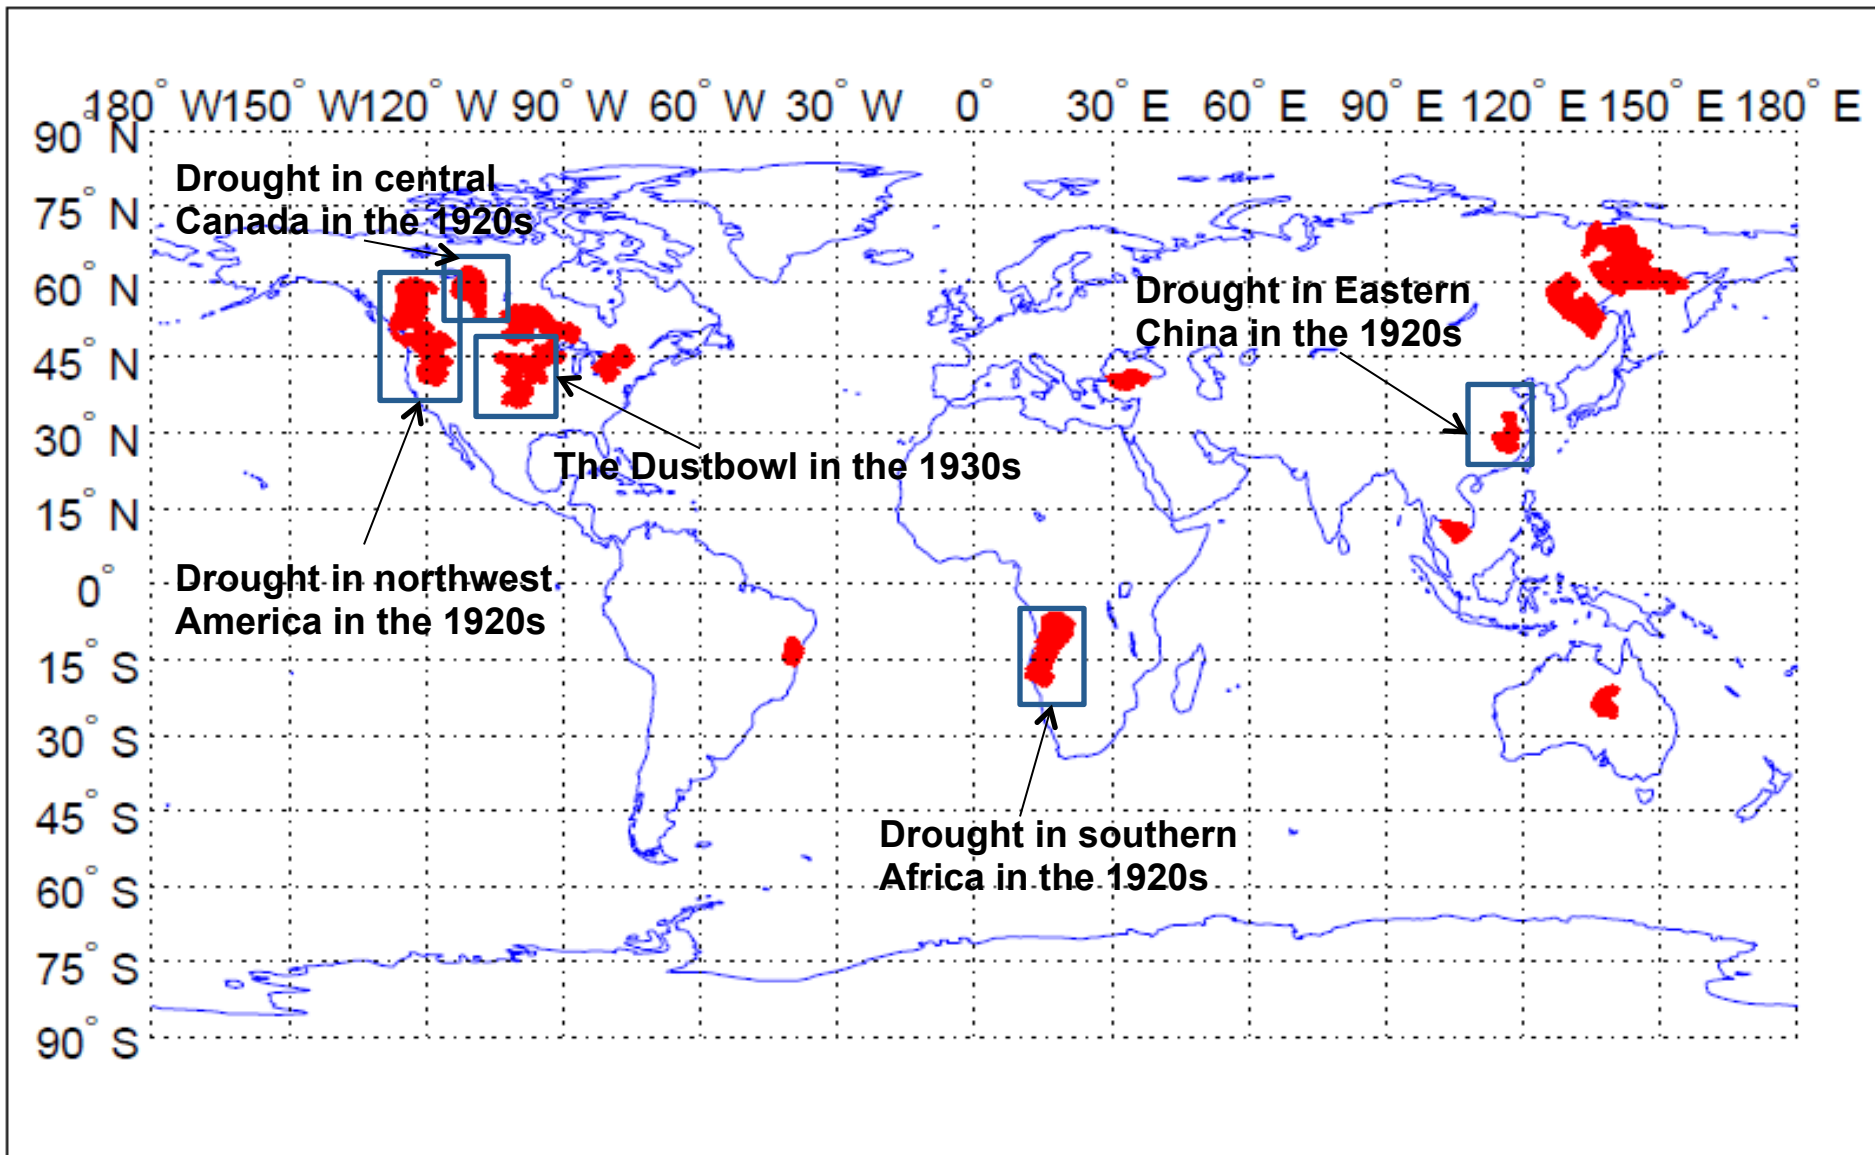 180° W 150° W 120° W 90° W 60° W 30° W 0° 30° E 60° E 90° E 120° E 150° E 180° E
90° N
Drought in central
Canada in the 1920s
75° N
60° N
Drought in Eastern
China in the 1920s
45° N
30° N
The Dustbowl in the 1930s
15° N
Drought in northwest
America in the 1920s
0°
15° S
30° S
45° S
Drought in southern
Africa in the 1920s
60° S
75° S
90° S